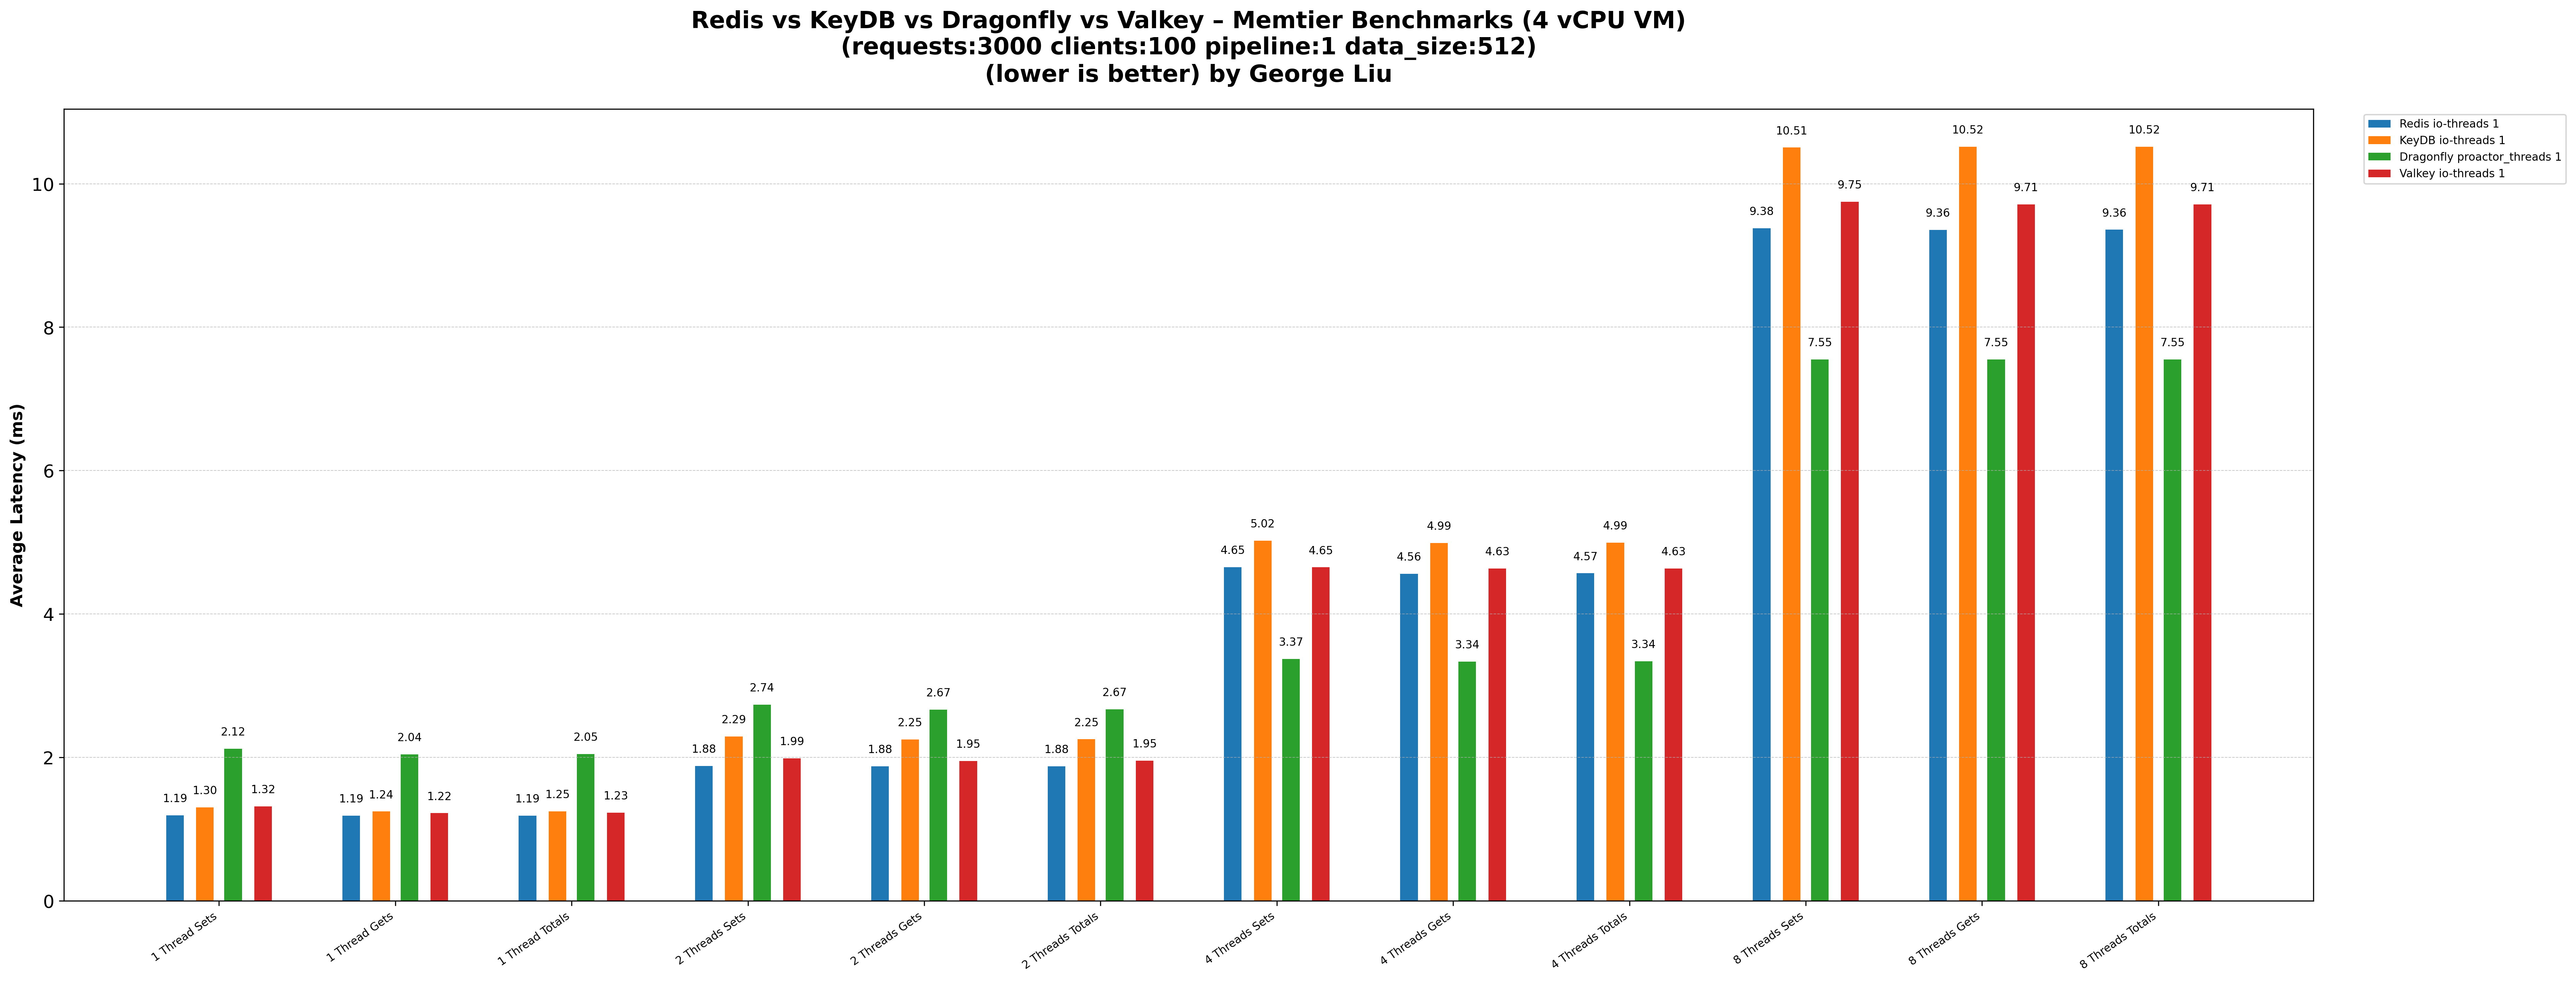 Redis vs KeyDB vs Dragonfly vs Valkey – Memtier Benchmarks (4 vCPU VM)
(requests:3000 clients:100 pipeline:1 data_size:512)
(lower is better) by George Liu
Redis io-threads 1
KeyDB io-threads 1
Dragonfly proactor_threads 1
Valkey io-threads 1
Average Latency (ms)
10
8
6
4
2
0
1.19 1.30 2.12 1.32
1.19 1.24 2.04 1.22
1.19 1.25 2.05 1.23
1.88 2.29 2.74 1.99
1.88 2.25 2.67 1.95
1.88 2.25 2.67 1.95
4.65 5.02 3.37 4.65
4.56 4.99 3.34 4.63
4.57 4.99 3.34 4.63
9.38 10.51 7.55 9.75
9.36 10.52 7.55 9.71
9.36 10.52 7.55 9.71
1 Thread Sets
1 Thread Gets
1 Thread Totals
2 Threads Sets
2 Threads Gets
2 Threads Totals
4 Threads Sets
4 Threads Gets
4 Threads Totals
8 Threads Sets
8 Threads Gets
8 Threads Totals